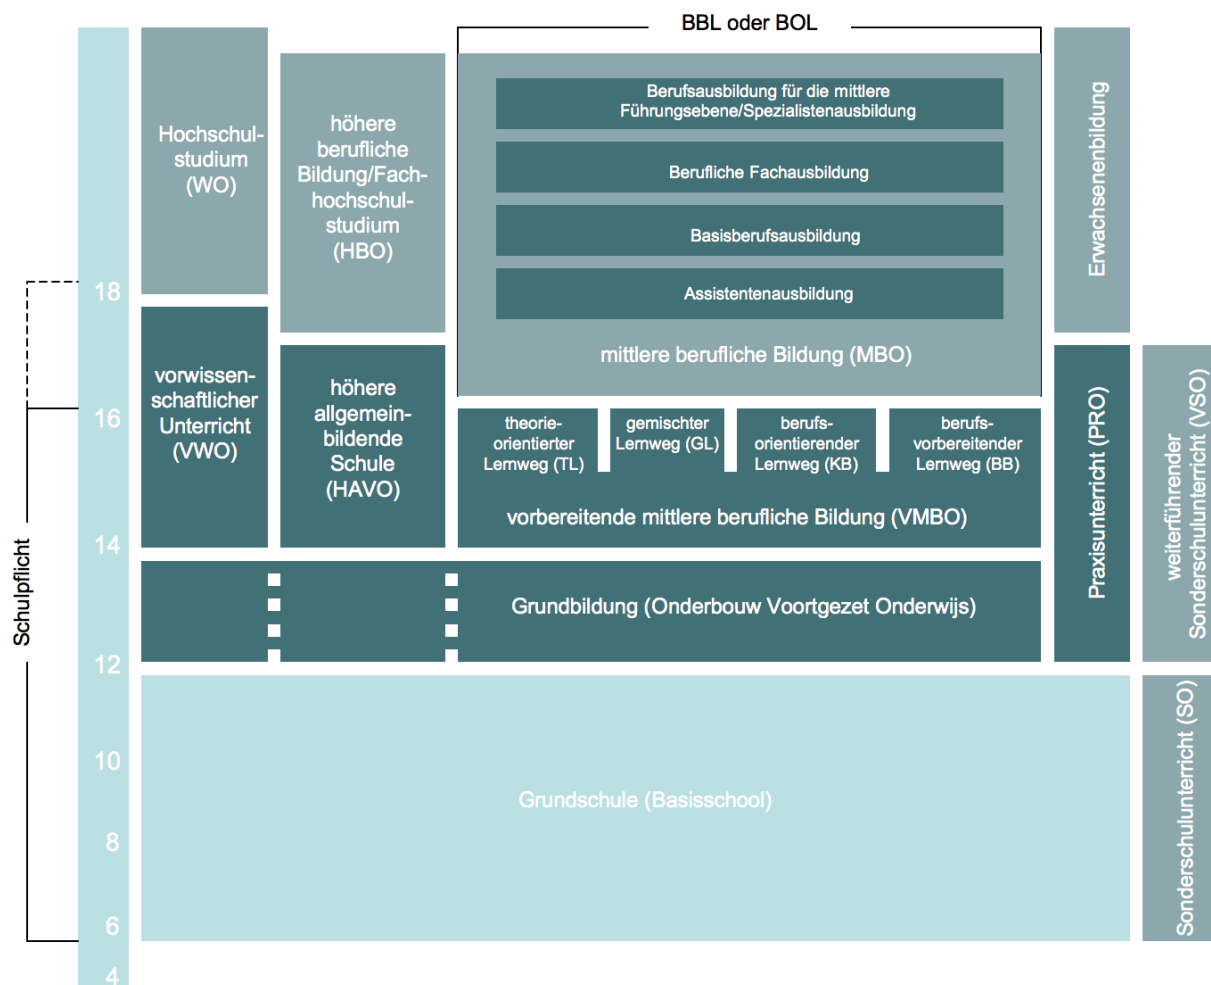 BBL oder BOL
Hochschul-
studium
(WO)
höhere
berufliche
Bildung/Fach-
hochschul-
studium
(HBO)
Berufsausbildung für die mittlere
Führungsebene/Spezialistenausbildung
Berufliche Fachausbildung
Basisberufsausbildung
Assistentenausbildung
mittlere berufliche Bildung (MBO)
Erwachsenenbildung
18
16
14
12
10
8
6
4
Schulpflicht
vorwissen-
schaftlicher
Unterricht
(VWO)
höhere
allgemein-
bildende
Schule
(HAVO)
theorie-
orientierter
Lernweg (TL)
gemischter
Lernweg (GL)
berufs-
orientierender
Lernweg (KB)
berufs-
vorbereitender
Lernweg (BB)
vorbereitende mittlere berufliche Bildung (VMBO)
Praxisunterricht (PRO)
weiterführender
Sonderschulunterricht (VSO)
Grundbildung (Onderbouw Voortgezet Onderwijs)
Grundschule (Basisschool)
Sonderschulunterricht (SO)